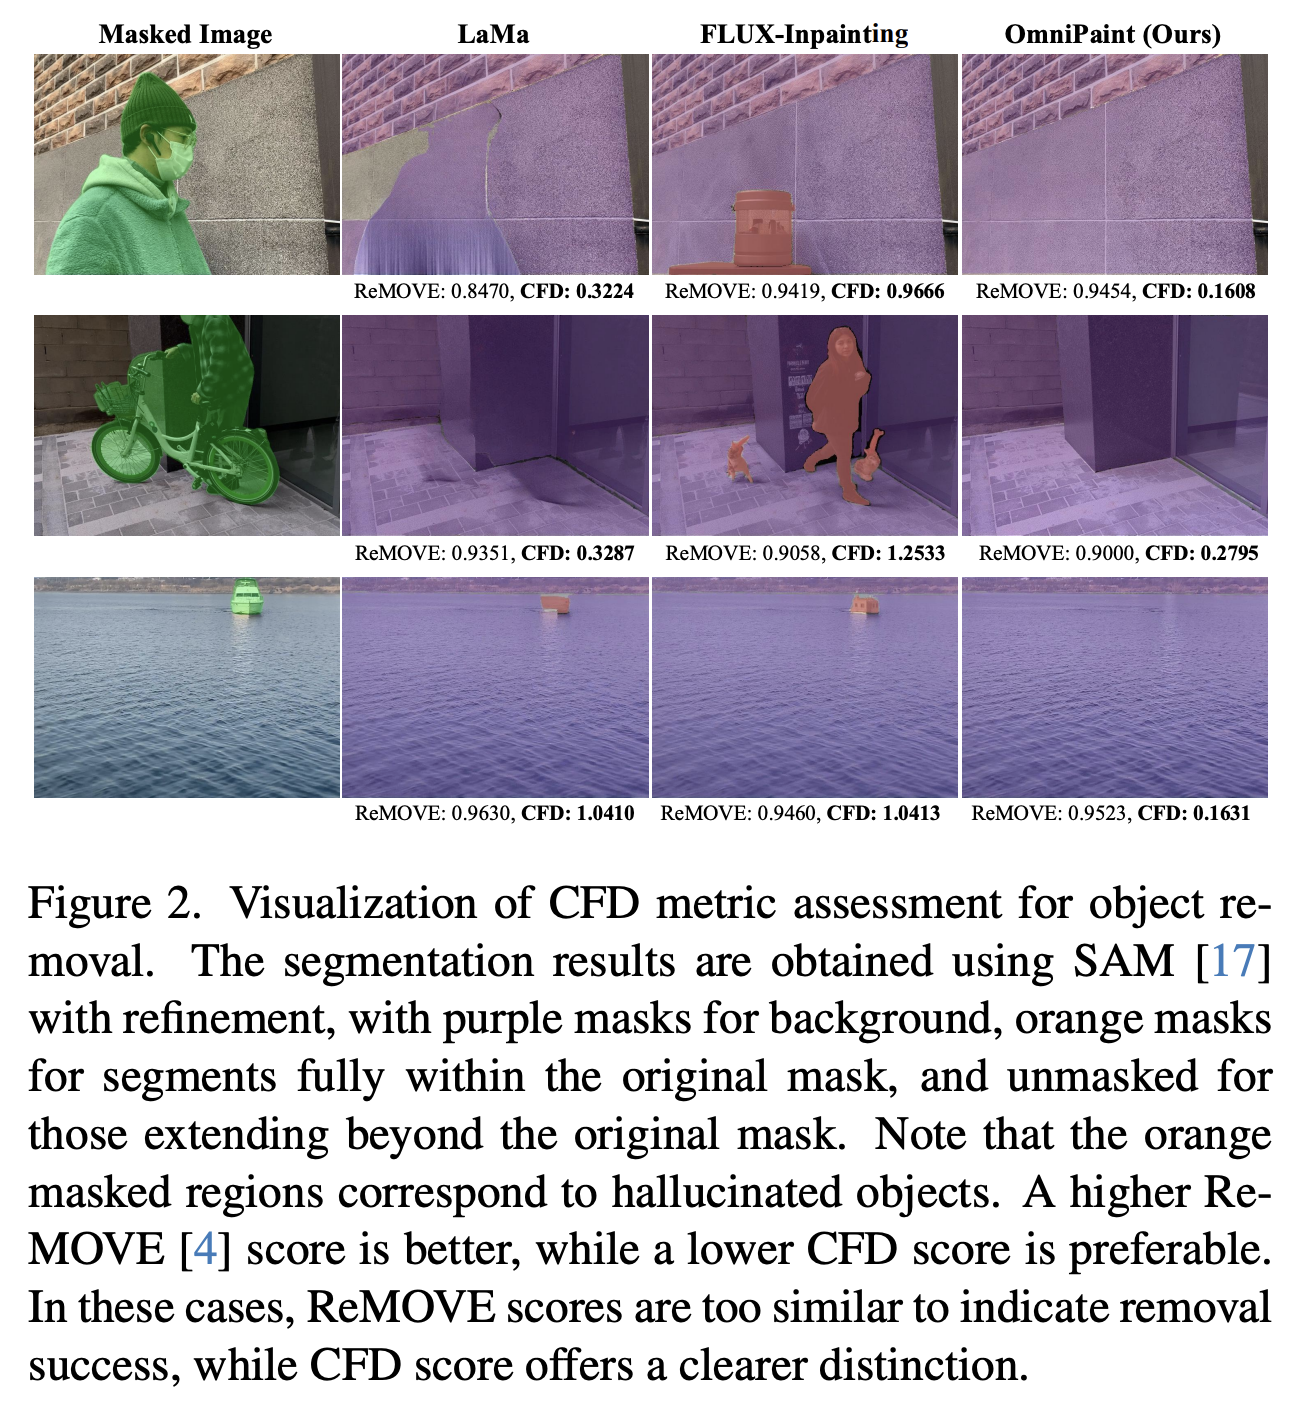 Masked Image LaMa FLUX-Inpainting OmniPaint (Ours)
ReMOVE: 0.8470, CFD: 0.3224 ReMOVE: 0.9419, CFD: 0.9666 ReMOVE: 0.9454, CFD: 0.1608
ReMOVE: 0.9351, CFD: 0.3287 ReMOVE: 0.9058, CFD: 1.2533 ReMOVE: 0.9000, CFD: 0.2795
ReMOVE: 0.9630, CFD: 1.0410 ReMOVE: 0.9460, CFD: 1.0413 ReMOVE: 0.9523, CFD: 0.1631
Figure 2. Visualization of CFD metric assessment for object re-
moval. The segmentation results are obtained using SAM [17]
with refinement, with purple masks for background, orange masks
for segments fully within the original mask, and unmasked for
those extending beyond the original mask. Note that the orange
masked regions correspond to hallucinated objects. A higher Re-
MOVE [4] score is better, while a lower CFD score is preferable.
In these cases, ReMOVE scores are too similar to indicate removal
success, while CFD score offers a clearer distinction.